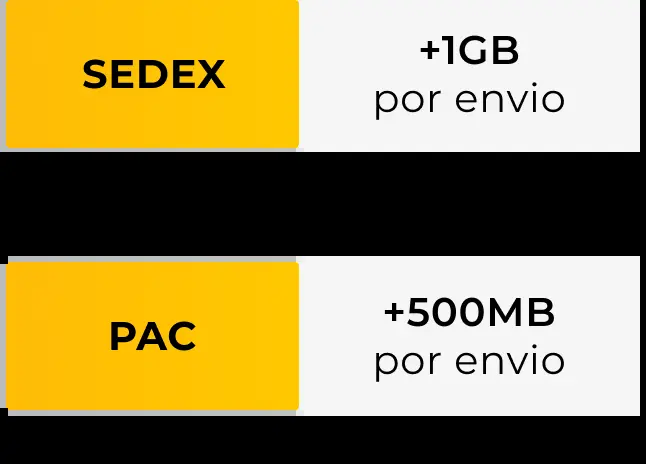 SEDEX
+1GB
por envio
PAC
+500MB
por envio